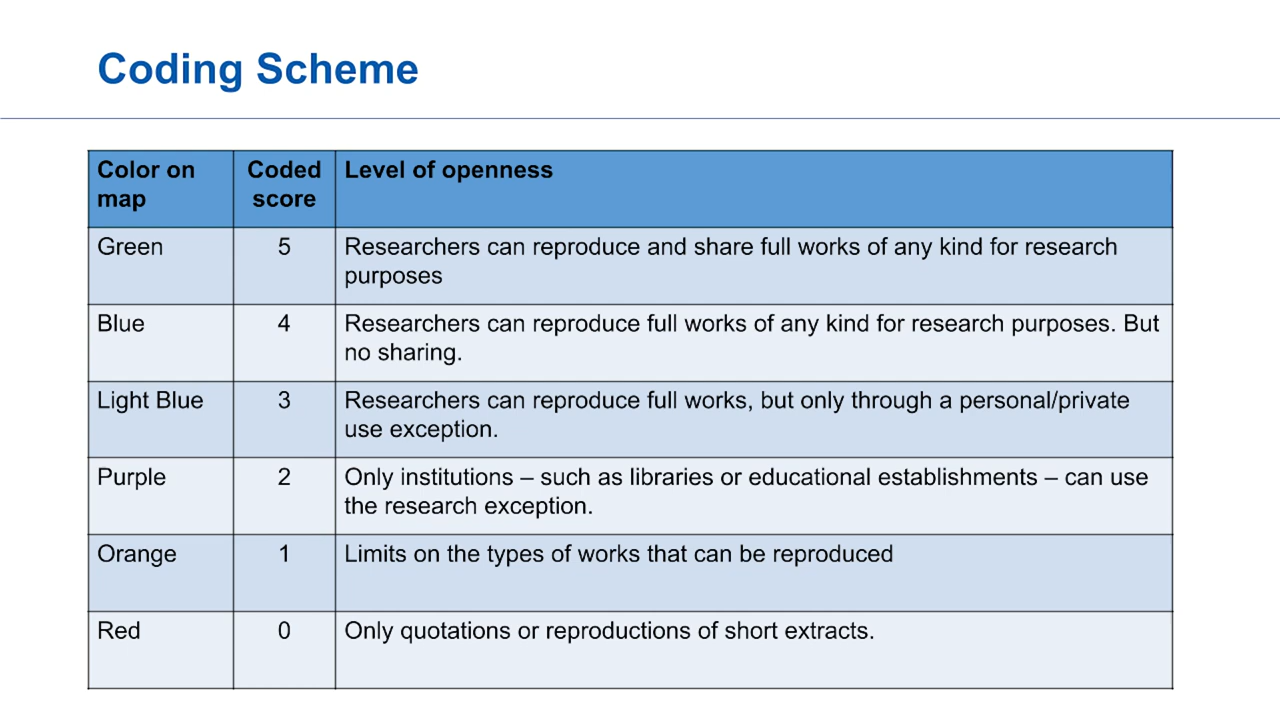 Coding Scheme
Color on map
Coded score
Level of openness
Green
5
Researchers can reproduce and share full works of any kind for research
purposes
Blue
4
Researchers can reproduce full works of any kind for research purposes. But
no sharing.
Light Blue
3
Researchers can reproduce full works, but only through a personal/private
use exception.
Purple
2
Only institutions – such as libraries or educational establishments – can use
the research exception.
Orange
1
Limits on the types of works that can be reproduced
Red
0
Only quotations or reproductions of short extracts.